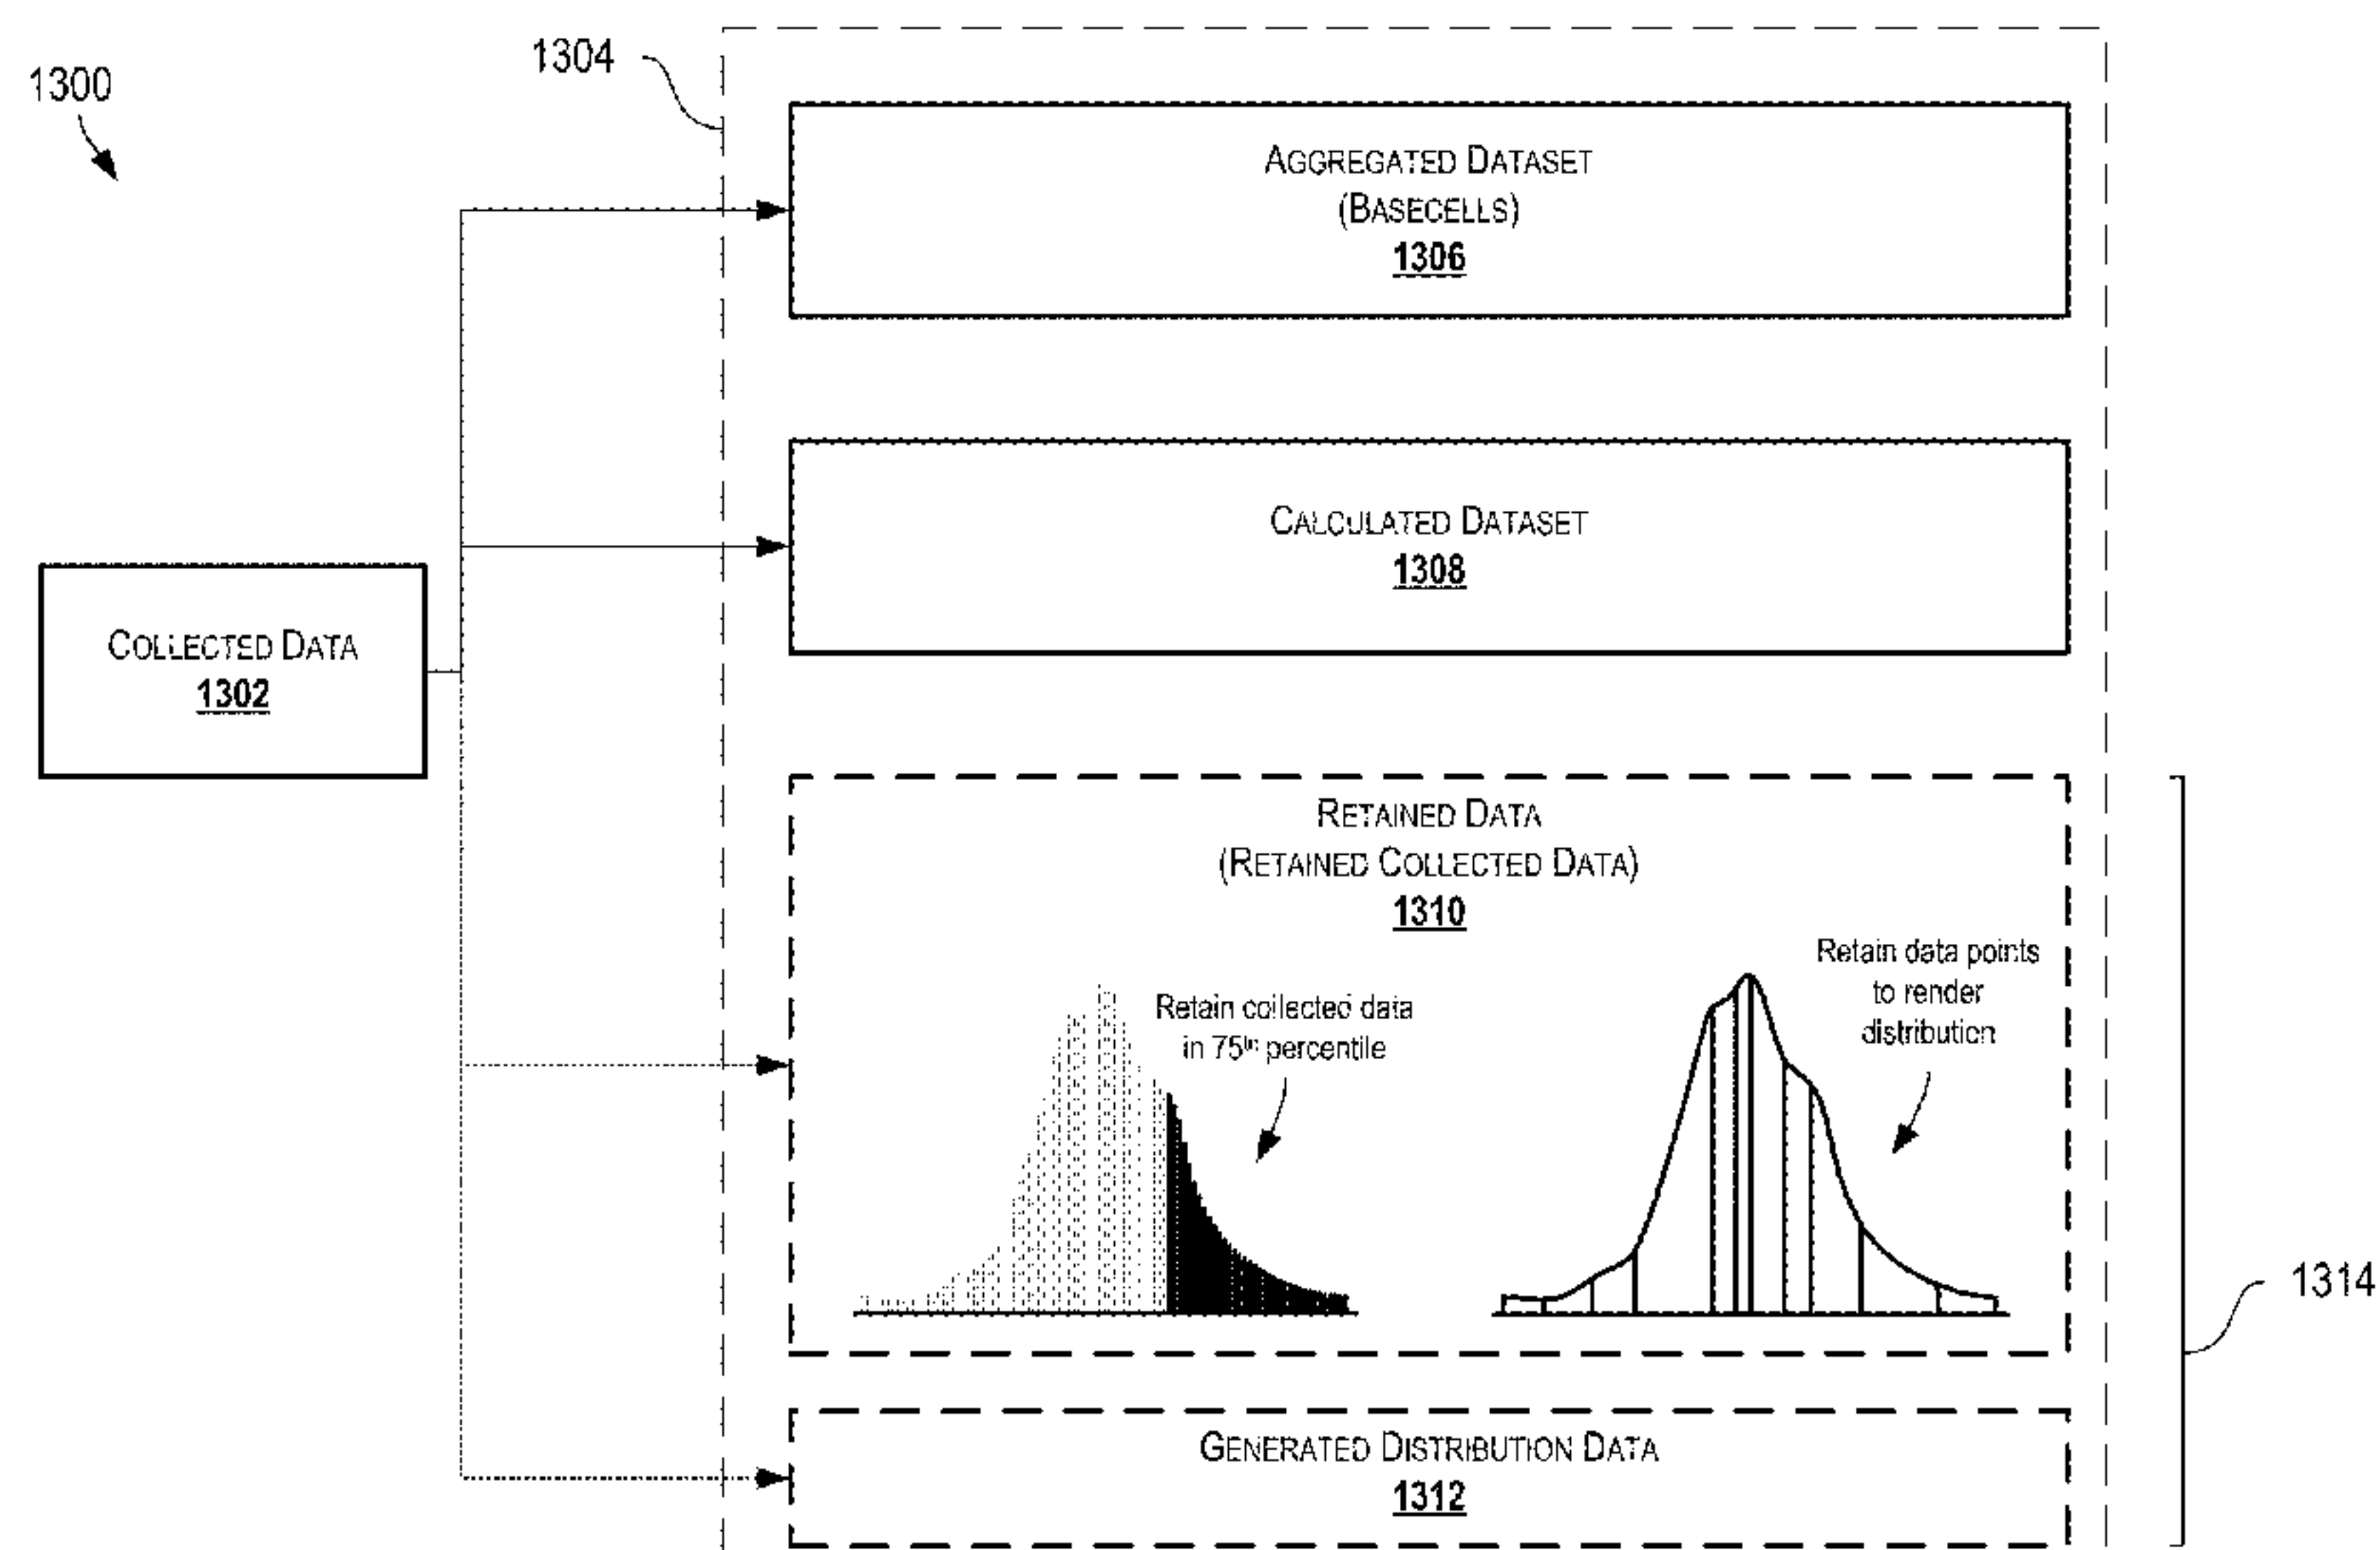 1300
1304
AGGREGATED DATASET
(BASECELLS)
1306
CALCULATED DATASET
1308
COLLECTED DATA
1302
RETAINED DATA
(RETAINED COLLECTED DATA)
1310
Retain collected data
in 75th percentile
Retain data points
to render
distribution
1314
GENERATED DISTRIBUTION DATA
1312